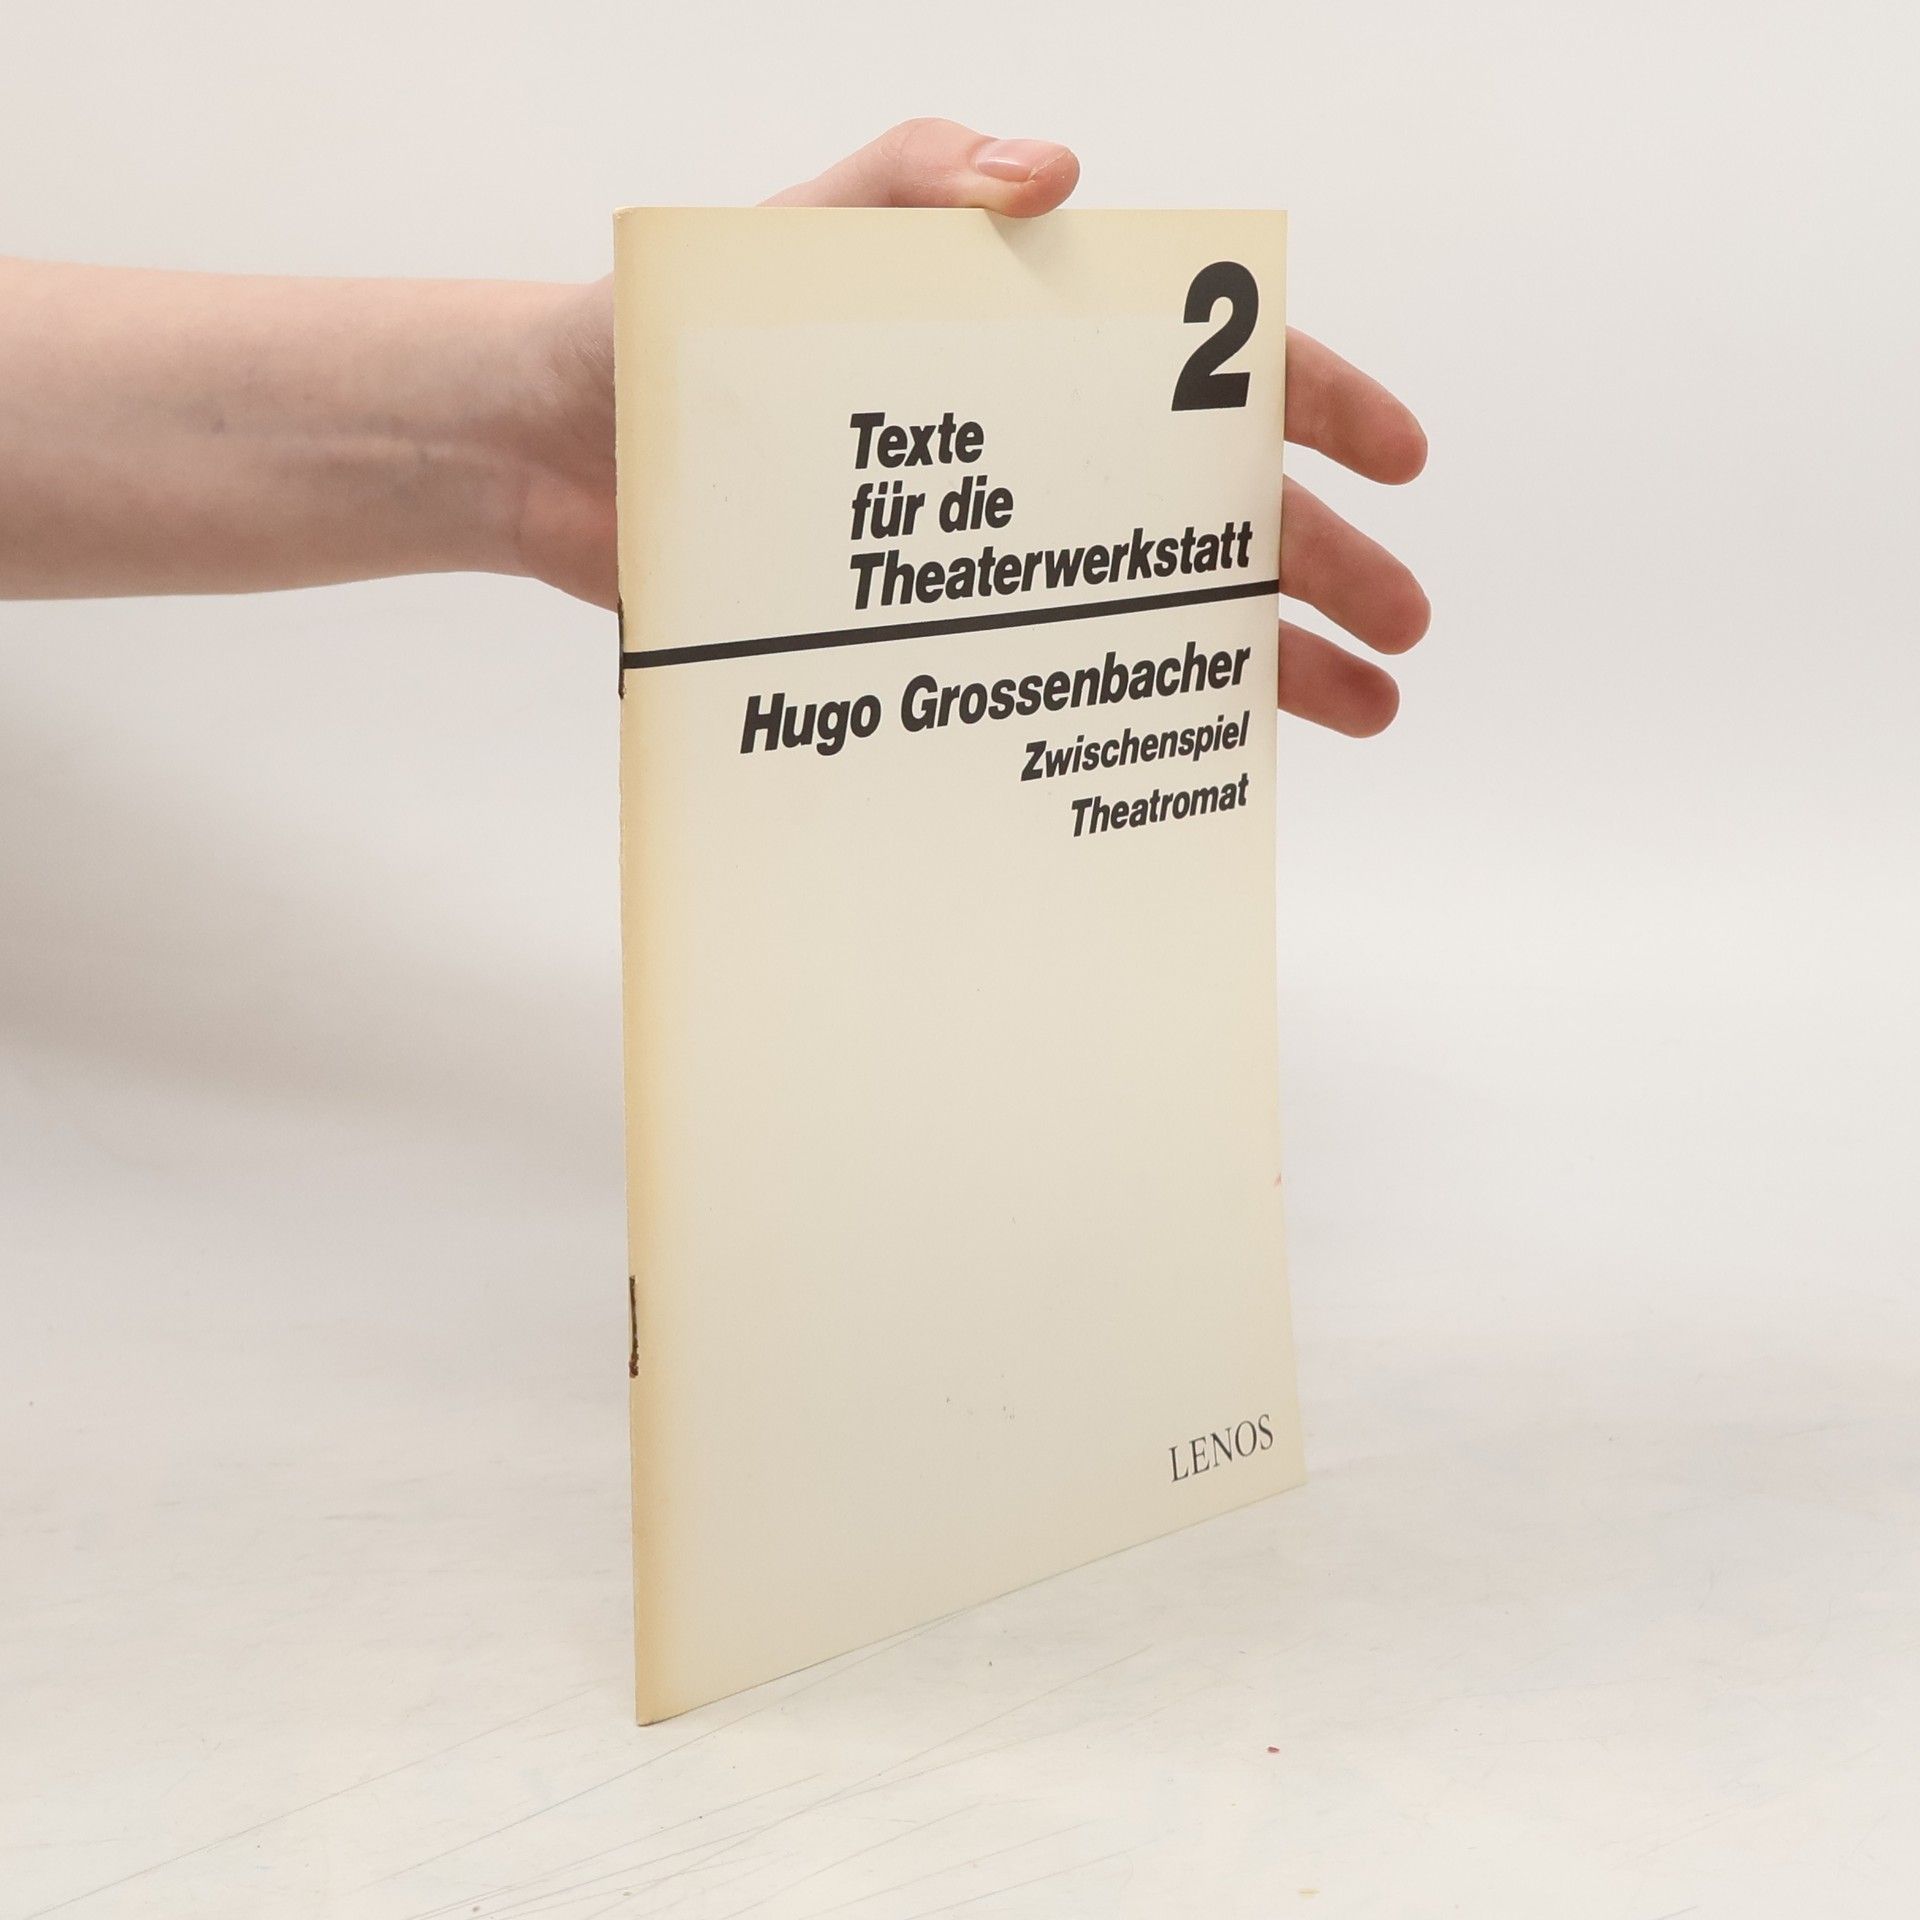 2
Texte
für die
Theaterwerkstatt
Hugo Grossenbacher
Zwischenspiel
Theatromat
LENOS